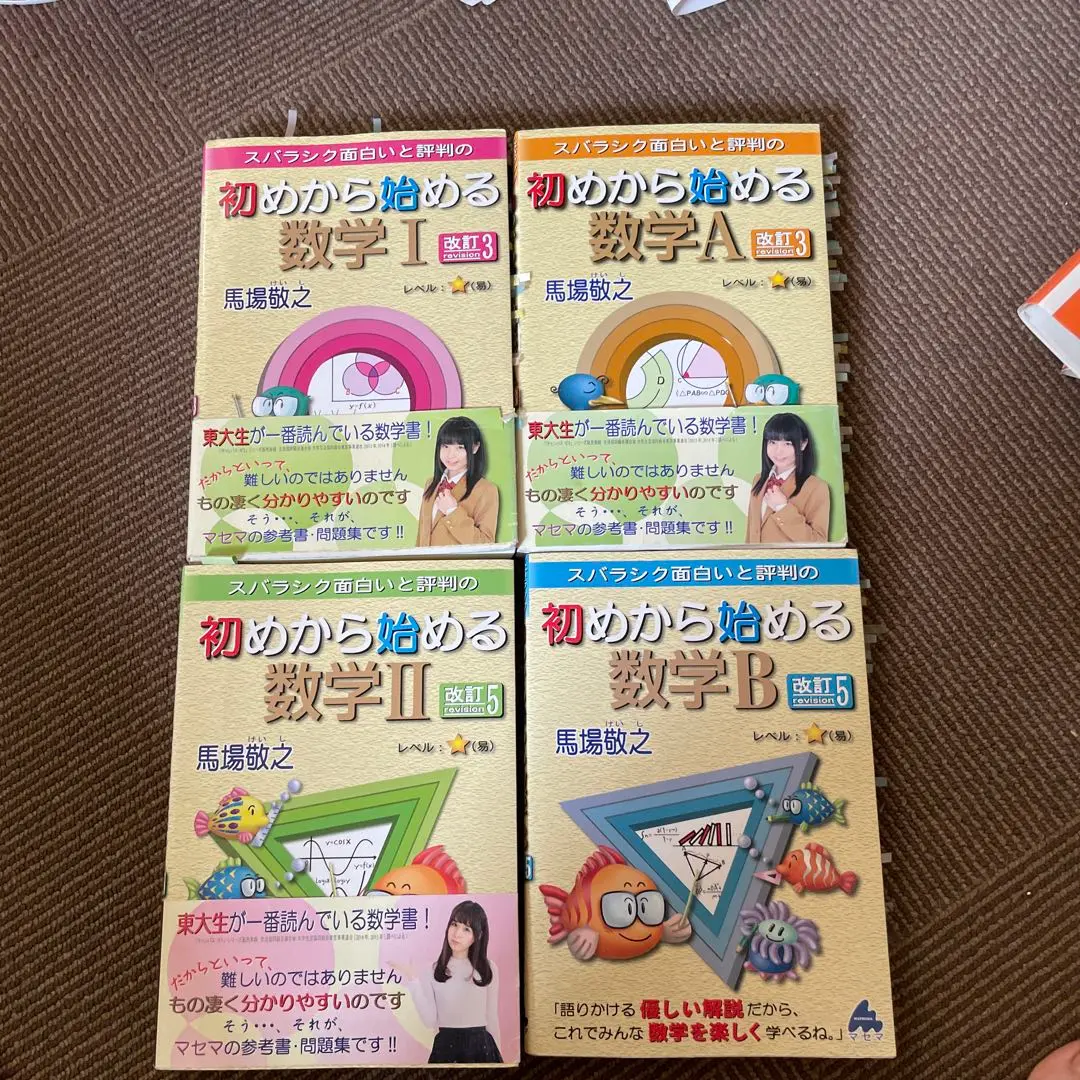 スバラシク面白いと評判の
初めから始める
数学I 改訂3
revision
けいし
馬場敬之
レベル：★(易)
y=f(x)
東大生が一番読んでいる数学書！
だからといって、
難しいのではありません
もの凄く分かりやすいのです
そう･･･、それが、
マセマの参考書・問題集です!!
スバラシク面白いと評判の
初めから始める
数学A 改訂3
revision
けいし
馬場敬之
レベル：★(易)
D
C
(△PAB∽△PDC
東大生が一番読んでいる数学書！
だからといって、
難しいのではありません
もの凄く分かりやすいのです
そう･･･、それが、
マセマの参考書・問題集です!!
スバラシク面白いと評判の
初めから始める
数学II 改訂5
revision
けいし
馬場敬之
レベル：★(易)
y=cosx
y=f(x)
東大生が一番読んでいる数学書！
だからといって、
難しいのではありません
もの凄く分かりやすいのです
そう･･･、それが、
マセマの参考書・問題集です!!
スバラシク面白いと評判の
初めから始める
数学B 改訂5
revision
けいし
馬場敬之
レベル：★(易)
「語りかける 優しい解説 だから、
これでみんな 数学を楽しく 学べるね。」
マセマ